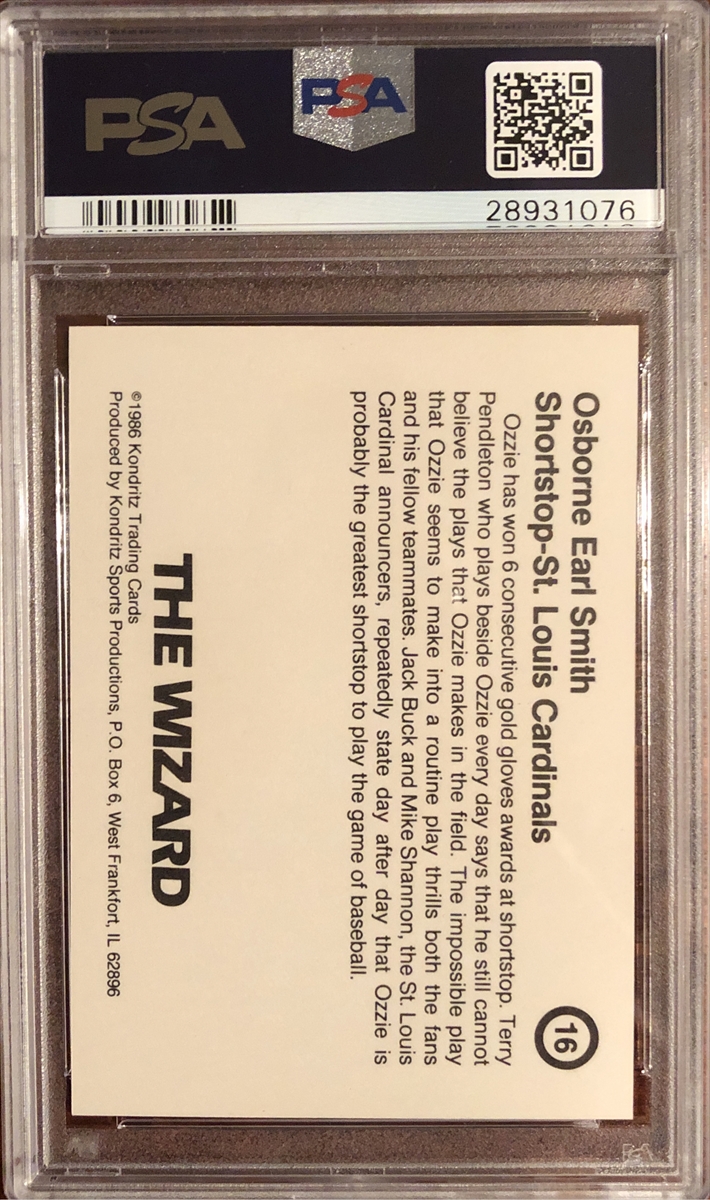 PSA
PSA
28931076
Osborne Earl Smith
Shortstop-St. Louis Cardinals
16
Ozzie has won 6 consecutive gold gloves awards at shortstop. Terry
Pendleton who plays beside Ozzie every day says that he still cannot
believe the plays that Ozzie makes in the field. The impossible play
that Ozzie seems to make into a routine play thrills both the fans
and his fellow teammates. Jack Buck and Mike Shannon, the St. Louis
Cardinal announcers, repeatedly state day after day that Ozzie is
probably the greatest shortstop to play the game of baseball.
THE WIZARD
©1986 Kondritz Trading Cards
Produced by Kondritz Sports Productions, P.O. Box 6, West Frankfort, IL 62896